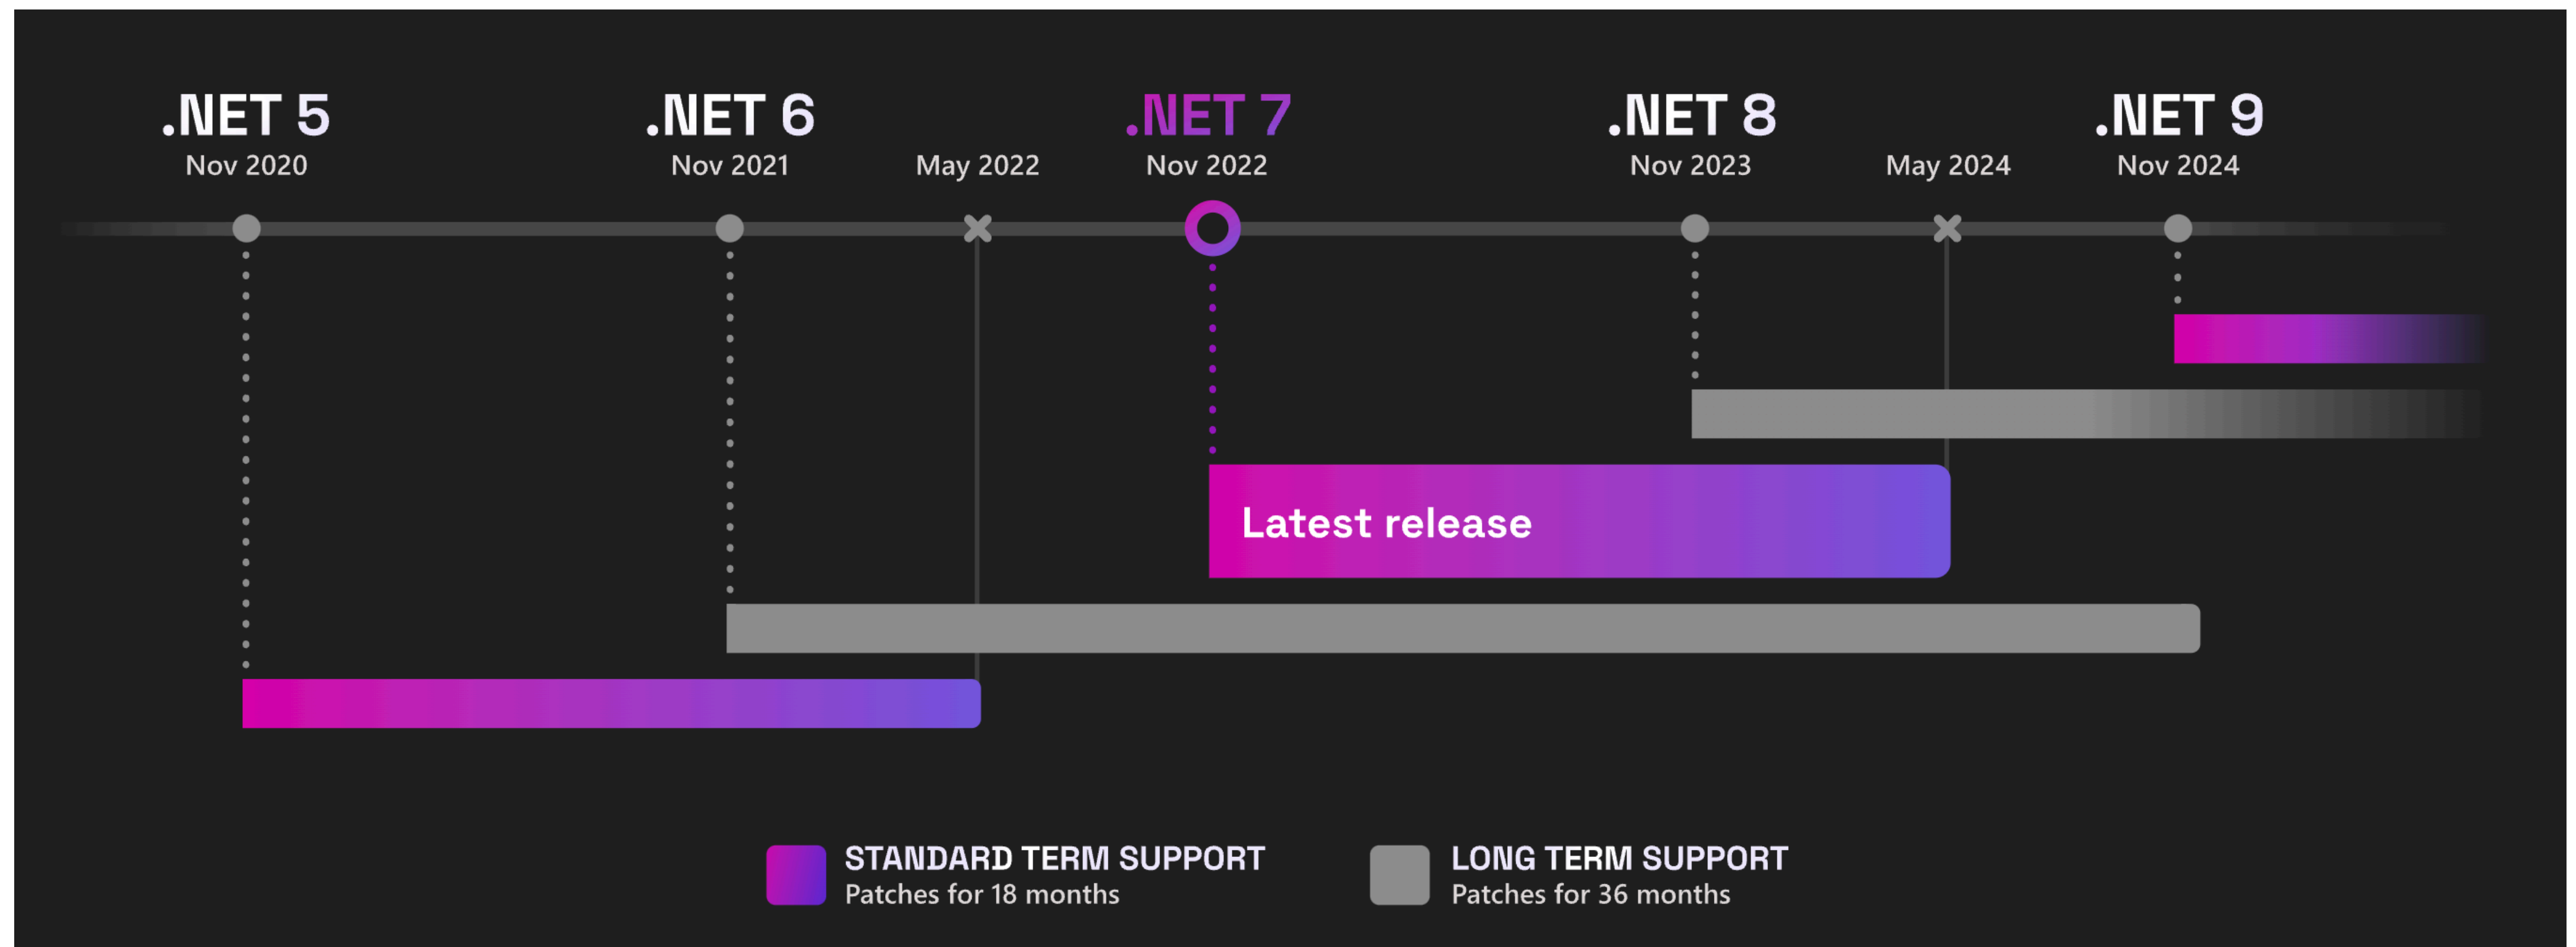 .NET 5
Nov 2020
.NET 6
Nov 2021
May 2022
.NET 7
Nov 2022
.NET 8
Nov 2023
May 2024
.NET 9
Nov 2024
Latest release
STANDARD TERM SUPPORT
Patches for 18 months
LONG TERM SUPPORT
Patches for 36 months